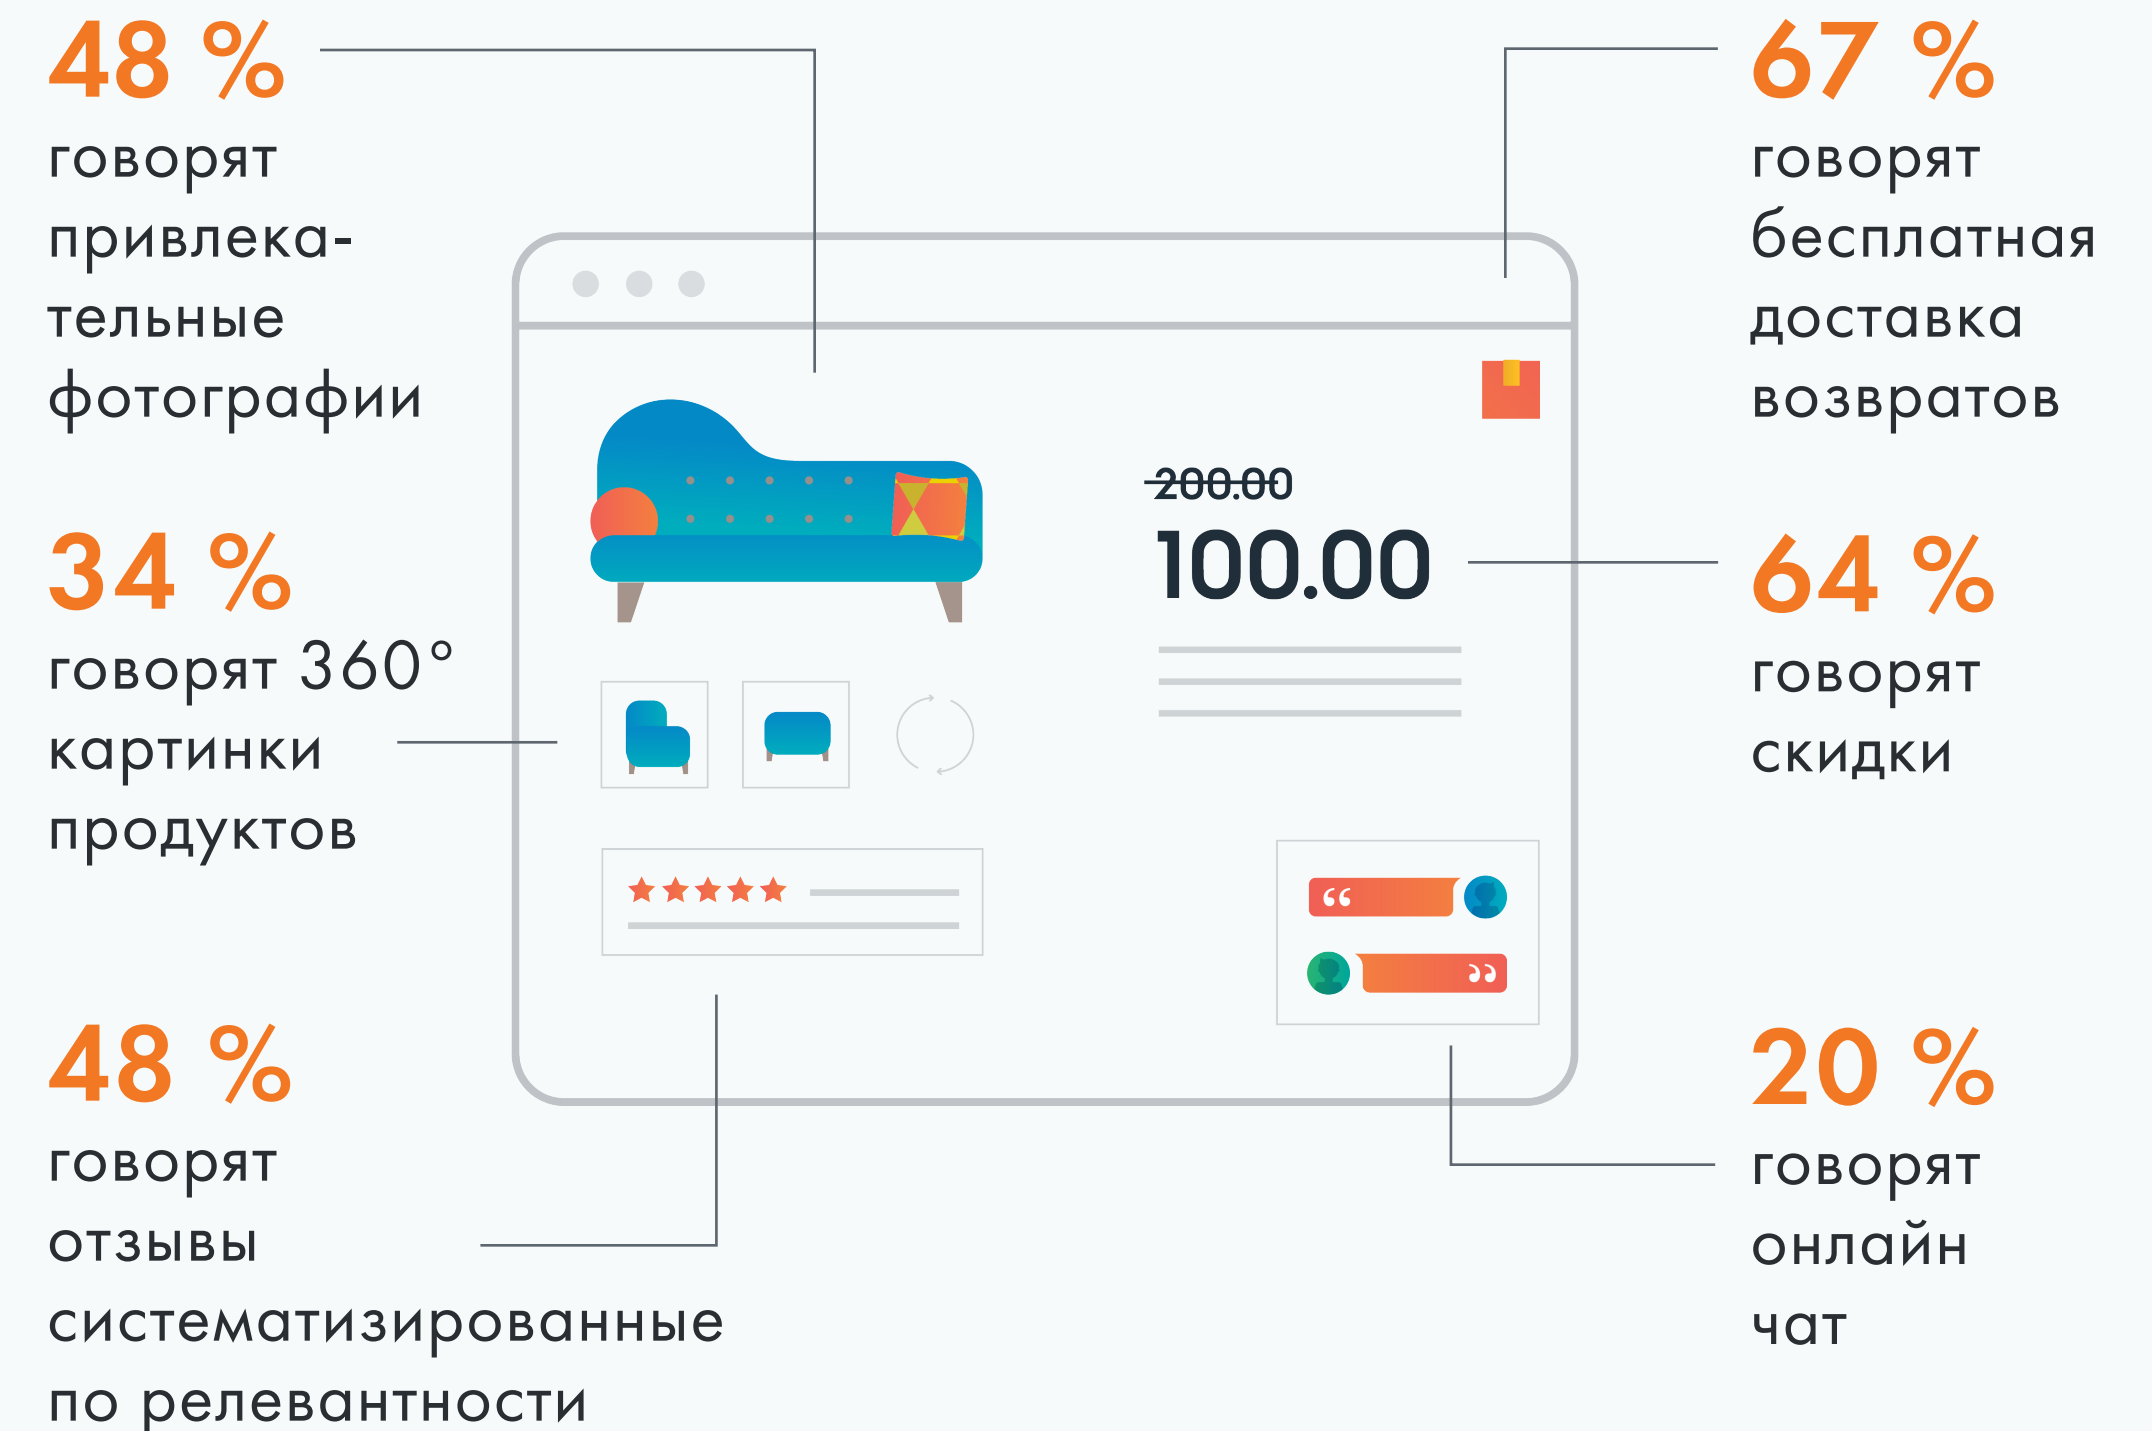 48 %
говорят
привлека-
тельные
фотографии
34 %
говорят 360°
картинки
продуктов
48 %
говорят
отзывы
систематизированные
по релевантности
200.00
100.00
“
”
67 %
говорят
бесплатная
доставка
возвратов
64 %
говорят
скидки
20 %
говорят
онлайн
чат